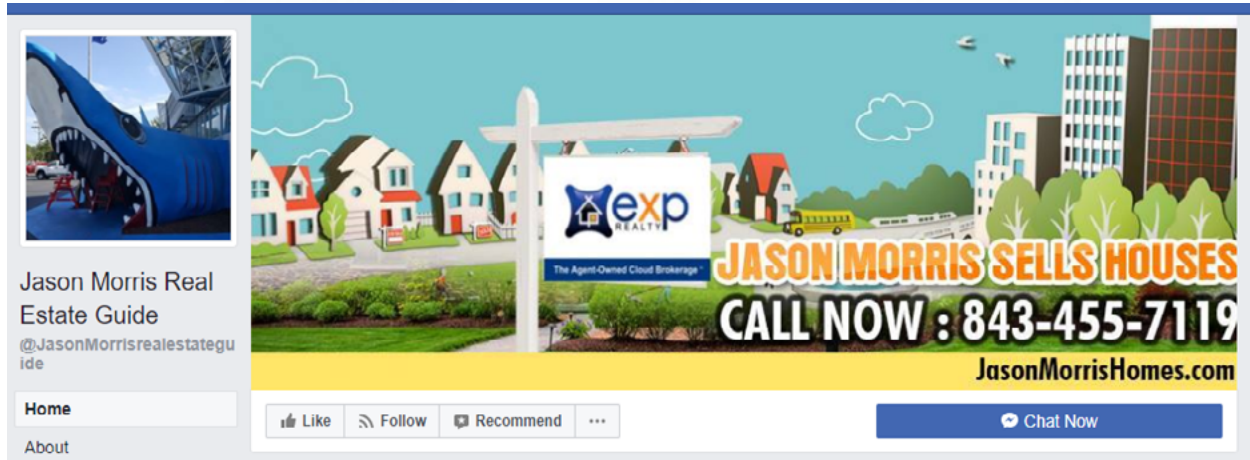 exp
REALTY
The Agent-Owned Cloud Brokerage
JASON MORRIS SELLS HOUSES
CALL NOW : 843-455-7119
JasonMorrisHomes.com
Jason Morris Real
Estate Guide
@JasonMorrisrealestategu
ide
Home
About
Like Follow Recommend ...
Chat Now